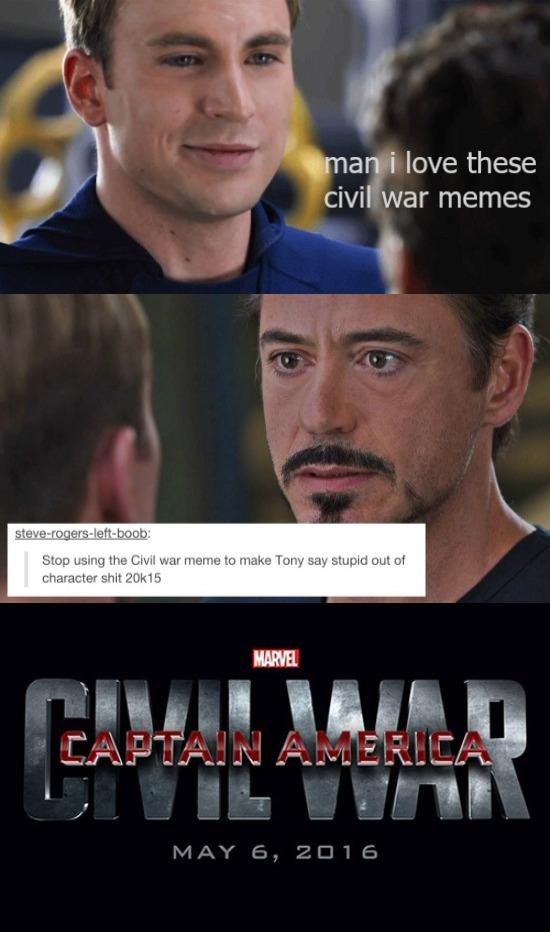 man i love these
civil war memes
steve-rogers-left-boob:
Stop using the Civil war meme to make Tony say stupid out of
character shit 20k15
MARVEL
CIVIL WAR
CAPTAIN AMERICA
MAY 6, 2016